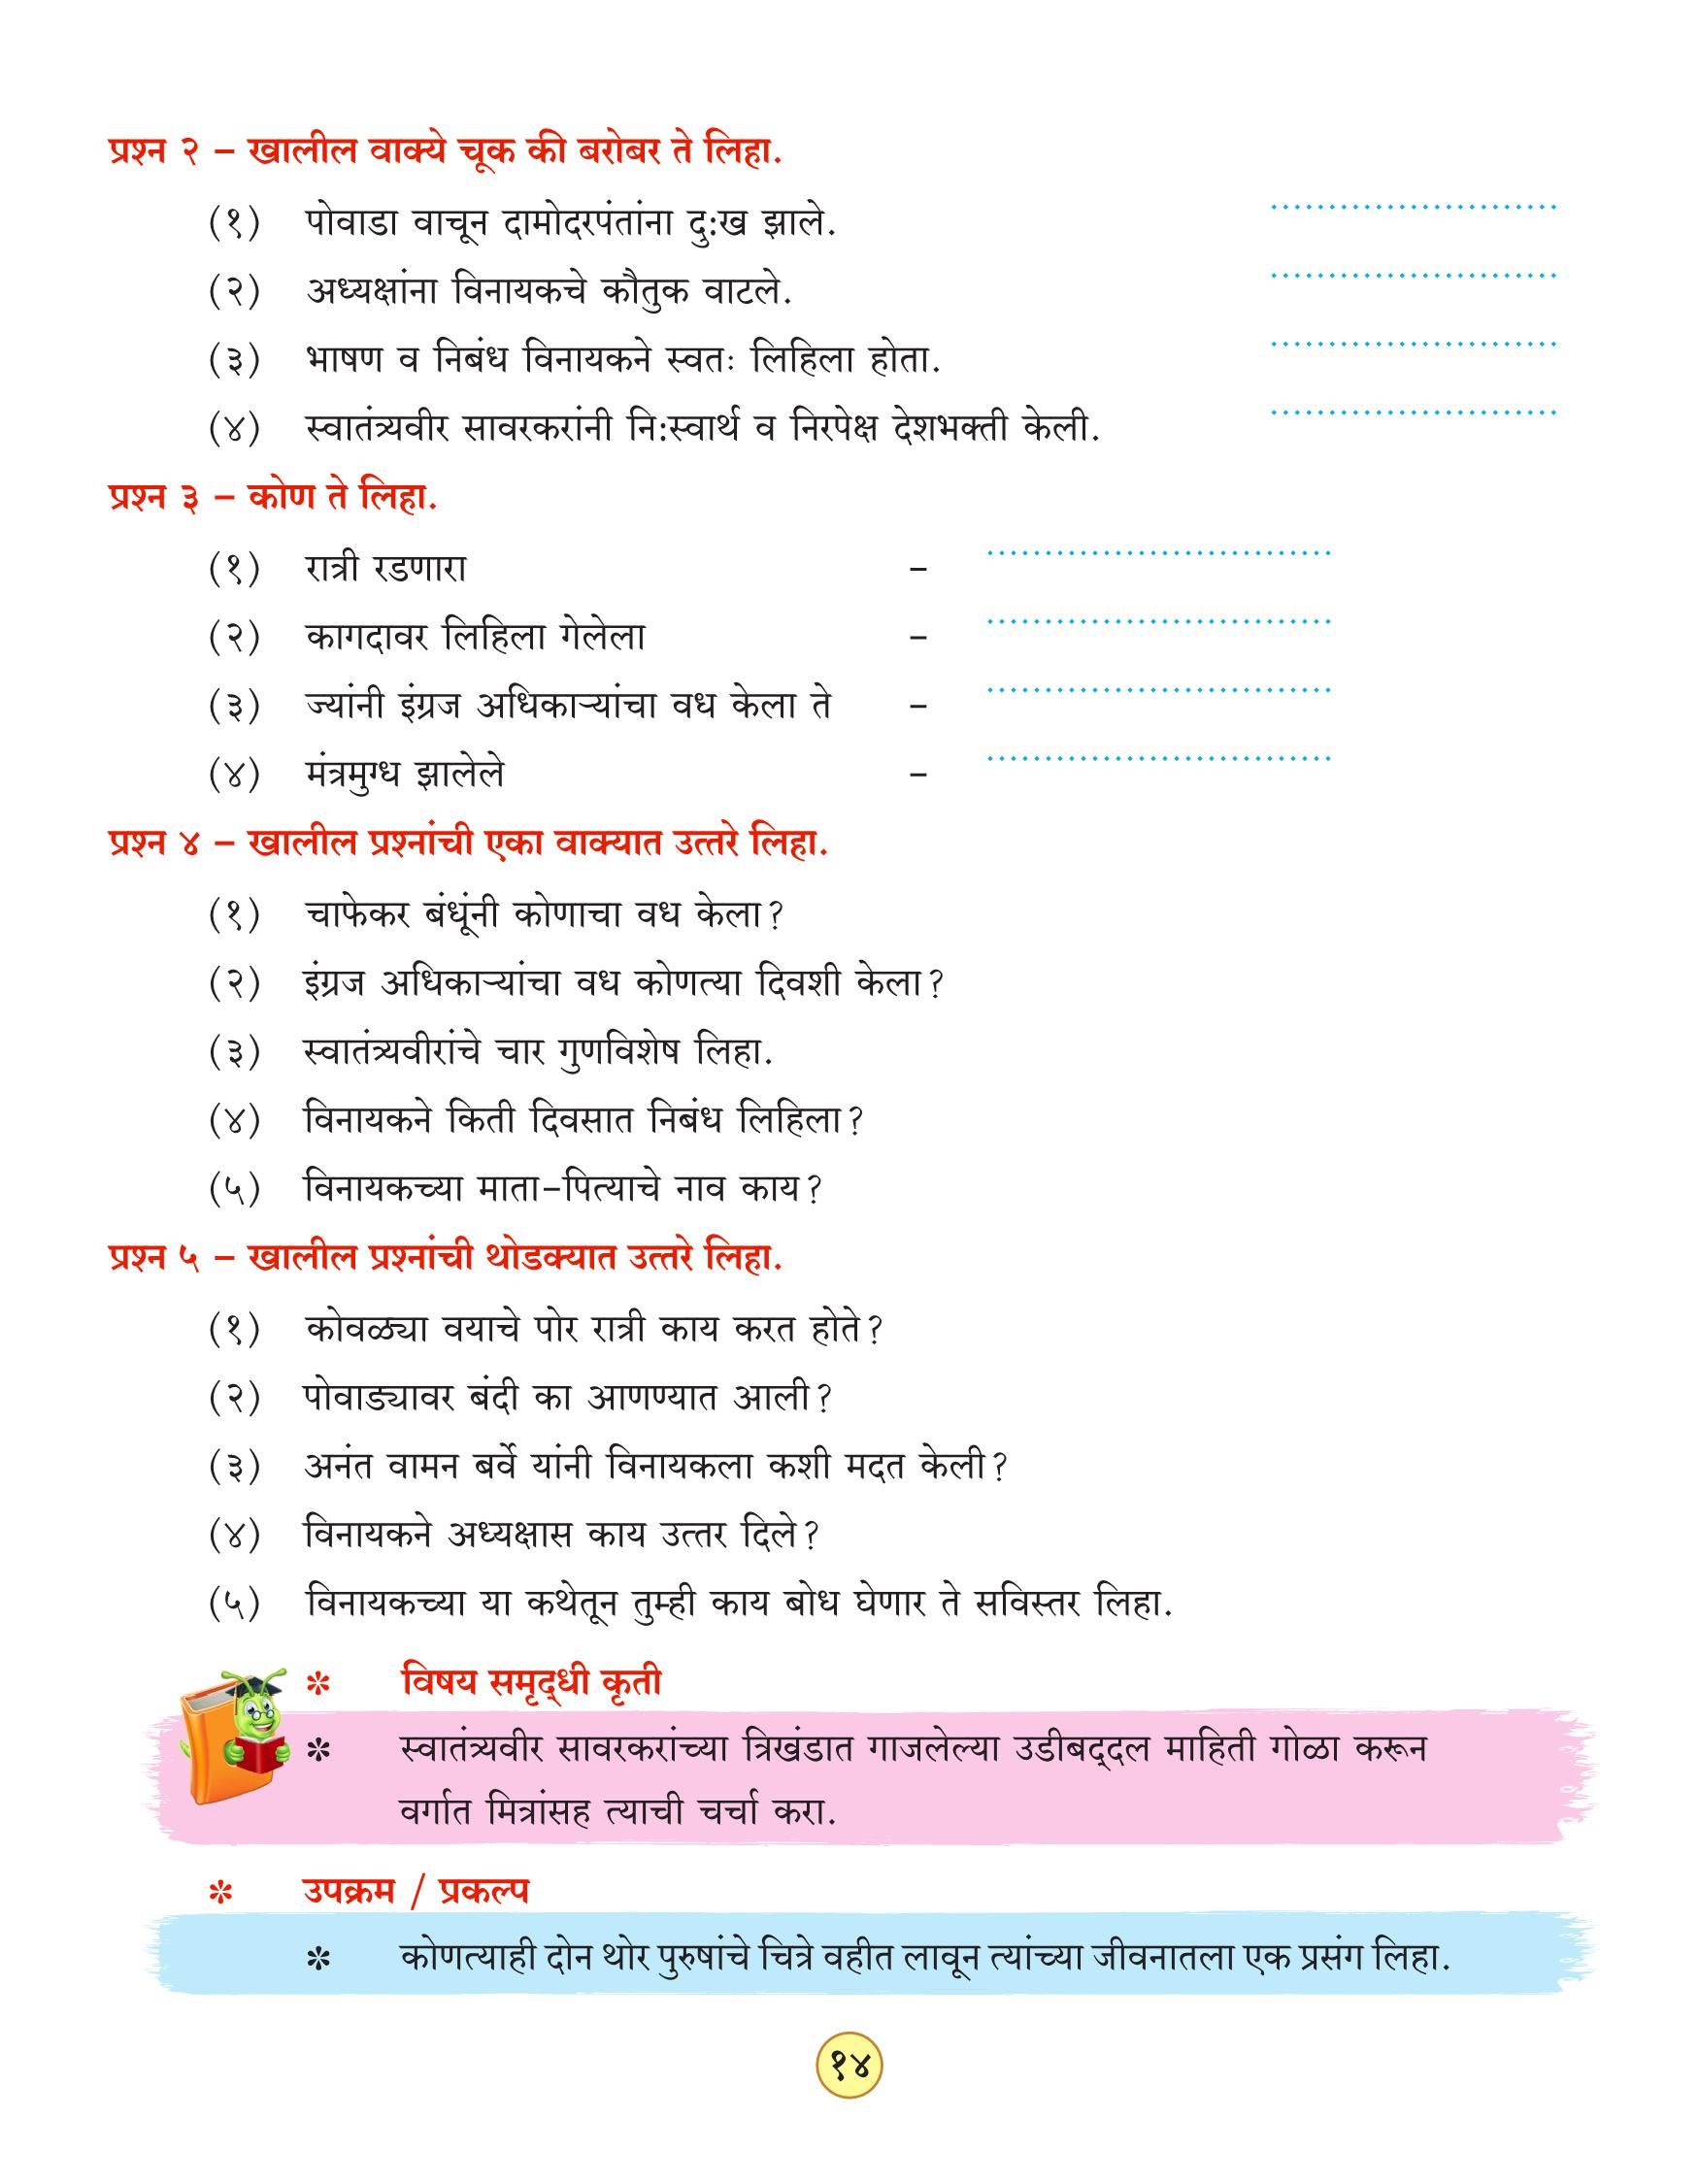 प्रश्न २ – खालील वाक्ये चूक की बरोबर ते लिहा.
(१) पोवाडा वाचून दामोदरपंतांना दुःख झाले. ........................
(२) अध्यक्षांना विनायकचे कौतुक वाटले. ........................
(३) भाषण व निबंध विनायकने स्वतः लिहिला होता. ........................
(४) स्वातंत्र्यवीर सावरकरांनी निःस्वार्थ व निरपेक्ष देशभक्ती केली. ........................
प्रश्न ३ – कोण ते लिहा.
(१) रात्री रडणारा – .............................
(२) कागदावर लिहिला गेलेला – .............................
(३) ज्यांनी इंग्रज अधिकाऱ्यांचा वध केला ते – .............................
(४) मंत्रमुग्ध झालेले – .............................
प्रश्न ४ – खालील प्रश्नांची एका वाक्यात उत्तरे लिहा.
(१) चाफेकर बंधूंनी कोणाचा वध केला?
(२) इंग्रज अधिकाऱ्यांचा वध कोणत्या दिवशी केला?
(३) स्वातंत्र्यवीरांचे चार गुणविशेष लिहा.
(४) विनायकने किती दिवसात निबंध लिहिला?
(५) विनायकच्या माता-पित्याचे नाव काय?
प्रश्न ५ – खालील प्रश्नांची थोडक्यात उत्तरे लिहा.
(१) कोवळ्या वयाचे पोर रात्री काय करत होते?
(२) पोवाड्यावर बंदी का आणण्यात आली?
(३) अनंत वामन बर्वे यांनी विनायकला कशी मदत केली?
(४) विनायकने अध्यक्षास काय उत्तर दिले?
(५) विनायकच्या या कथेतून तुम्ही काय बोध घेणार ते सविस्तर लिहा.
✽ विषय समृद्धी कृती
✽ स्वातंत्र्यवीर सावरकरांच्या त्रिखंडात गाजलेल्या उडीबद्दल माहिती गोळा करून
वर्गात मित्रांसह त्याची चर्चा करा.
✽ उपक्रम / प्रकल्प
✽ कोणत्याही दोन थोर पुरुषांचे चित्रे वहीत लावून त्यांच्या जीवनातला एक प्रसंग लिहा.
१४